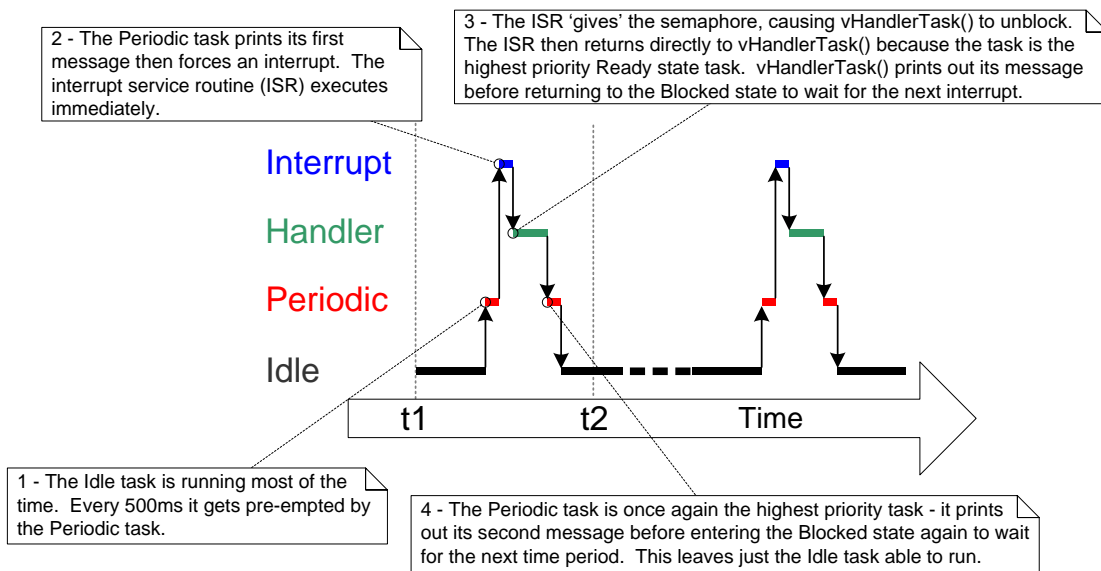 2 - The Periodic task prints its first
message then forces an interrupt.  The
interrupt service routine (ISR) executes
immediately.
3 - The ISR ‘gives’ the semaphore, causing vHandlerTask() to unblock.
The ISR then returns directly to vHandlerTask() because the task is the
highest priority Ready state task.  vHandlerTask() prints out its message
before returning to the Blocked state to wait for the next interrupt.
Interrupt
Handler
Periodic
Idle
t1 t2 Time
1 - The Idle task is running most of the
time.  Every 500ms it gets pre-empted by
the Periodic task.
4 - The Periodic task is once again the highest priority task - it prints
out its second message before entering the Blocked state again to wait
for the next time period.  This leaves just the Idle task able to run.